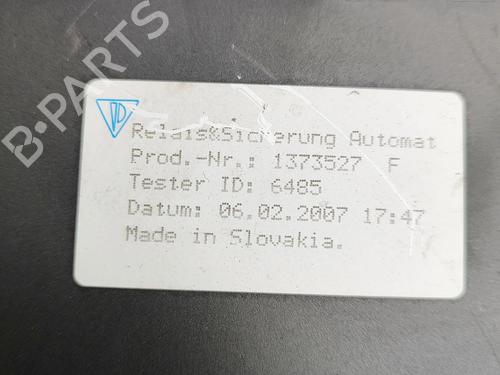 B-PARTS
Relais&Sicherung Automat
Prod.-Nr.: 1373527 F
Tester ID: 6485
Datum: 06.02.2007 17:47
Made in Slovakia.